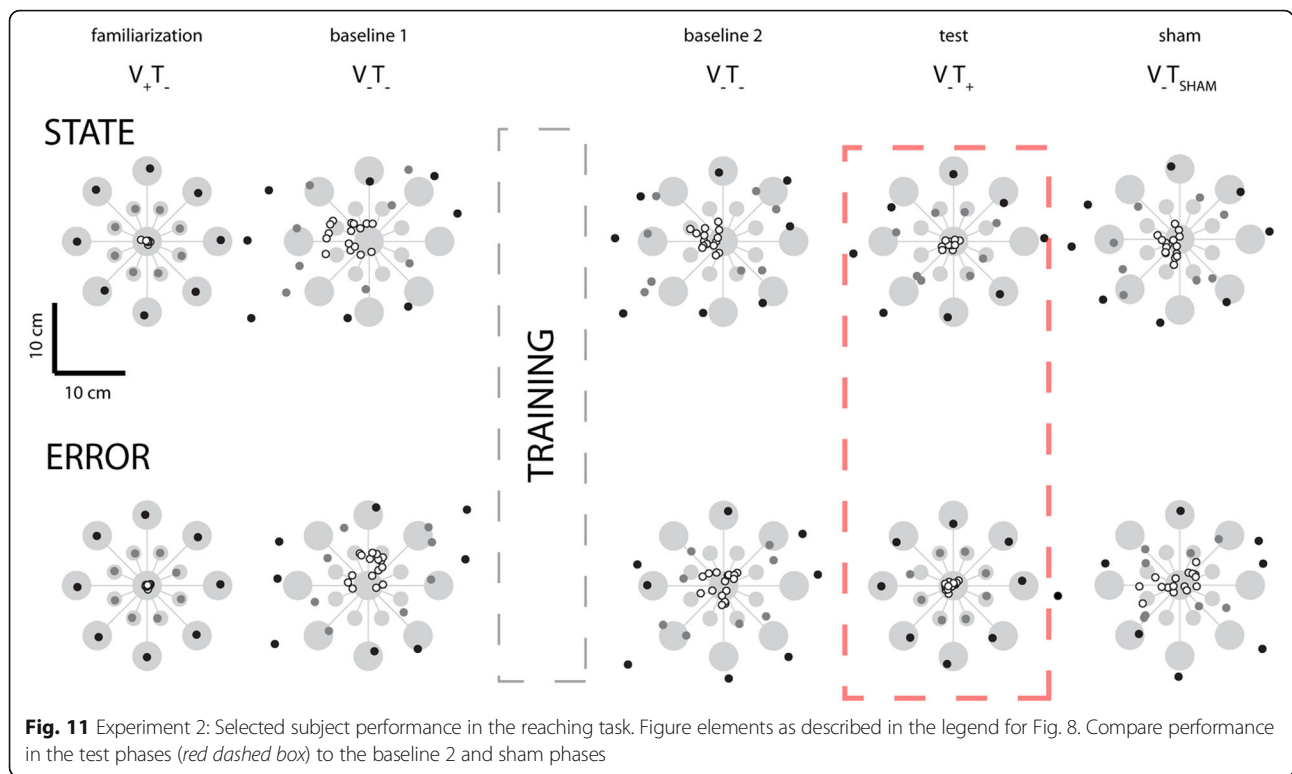 familiarization baseline 1 baseline 2 test sham
V+T- V-T- V-T- V-T+ V-TSHAM
STATE
10 cm
10 cm
TRAINING
ERROR
Fig. 11 Experiment 2: Selected subject performance in the reaching task. Figure elements as described in the legend for Fig. 8. Compare performance
in the test phases (red dashed box) to the baseline 2 and sham phases